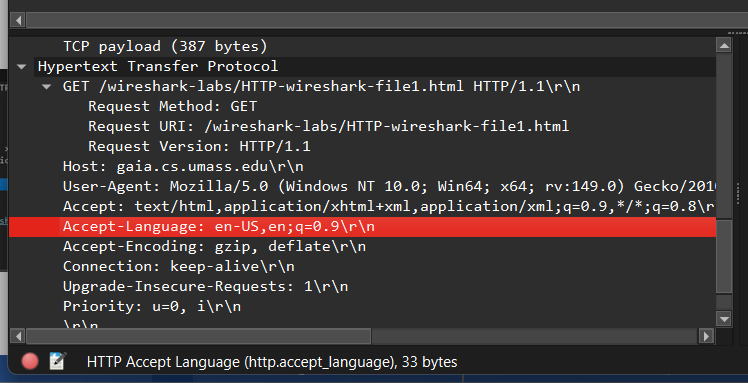 TCP payload (387 bytes)
Hypertext Transfer Protocol
GET /wireshark-labs/HTTP-wireshark-file1.html HTTP/1.1\r\n
Request Method: GET
Request URI: /wireshark-labs/HTTP-wireshark-file1.html
Request Version: HTTP/1.1
Host: gaia.cs.umass.edu\r\n
User-Agent: Mozilla/5.0 (Windows NT 10.0; Win64; x64; rv:149.0) Gecko/2010
Accept: text/html,application/xhtml+xml,application/xml;q=0.9,*/*;q=0.8\r
Accept-Language: en-US,en;q=0.9\r\n
Accept-Encoding: gzip, deflate\r\n
Connection: keep-alive\r\n
Upgrade-Insecure-Requests: 1\r\n
Priority: u=0, i\r\n
\r\n
HTTP Accept Language (http.accept_language), 33 bytes